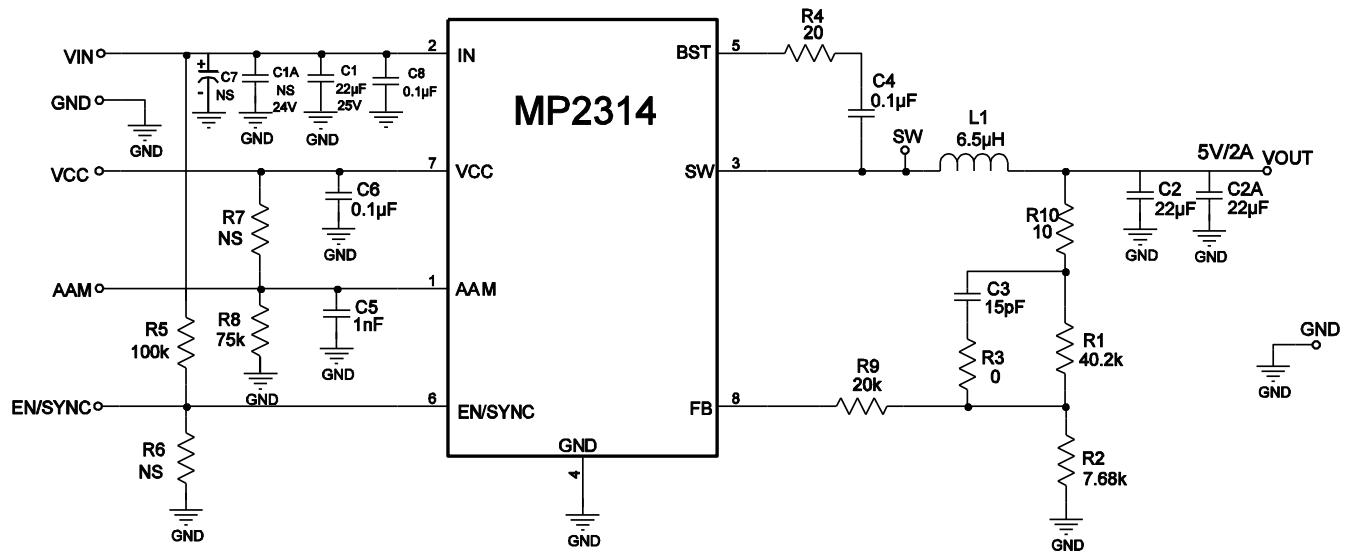 VIN
2
IN
+
-
C7
NS
C1A
NS
24V
C1
22µF
25V
C8
0.1µF
GND
GND
GND
GND
MP2314
BST
5
R4
20
C4
0.1µF
SW
L1
6.5µH
SW
3
5V/2A
VOUT
VCC
7
VCC
C6
0.1µF
GND
R7
NS
R10
10
C2
22µF
GND
C2A
22µF
GND
AAM
1
AAM
C5
1nF
GND
R8
75k
GND
R5
100k
C3
15pF
R3
0
R1
40.2k
GND
GND
R9
20k
EN/SYNC
6
EN/SYNC
FB
8
R6
NS
GND
GND
4
GND
R2
7.68k
GND